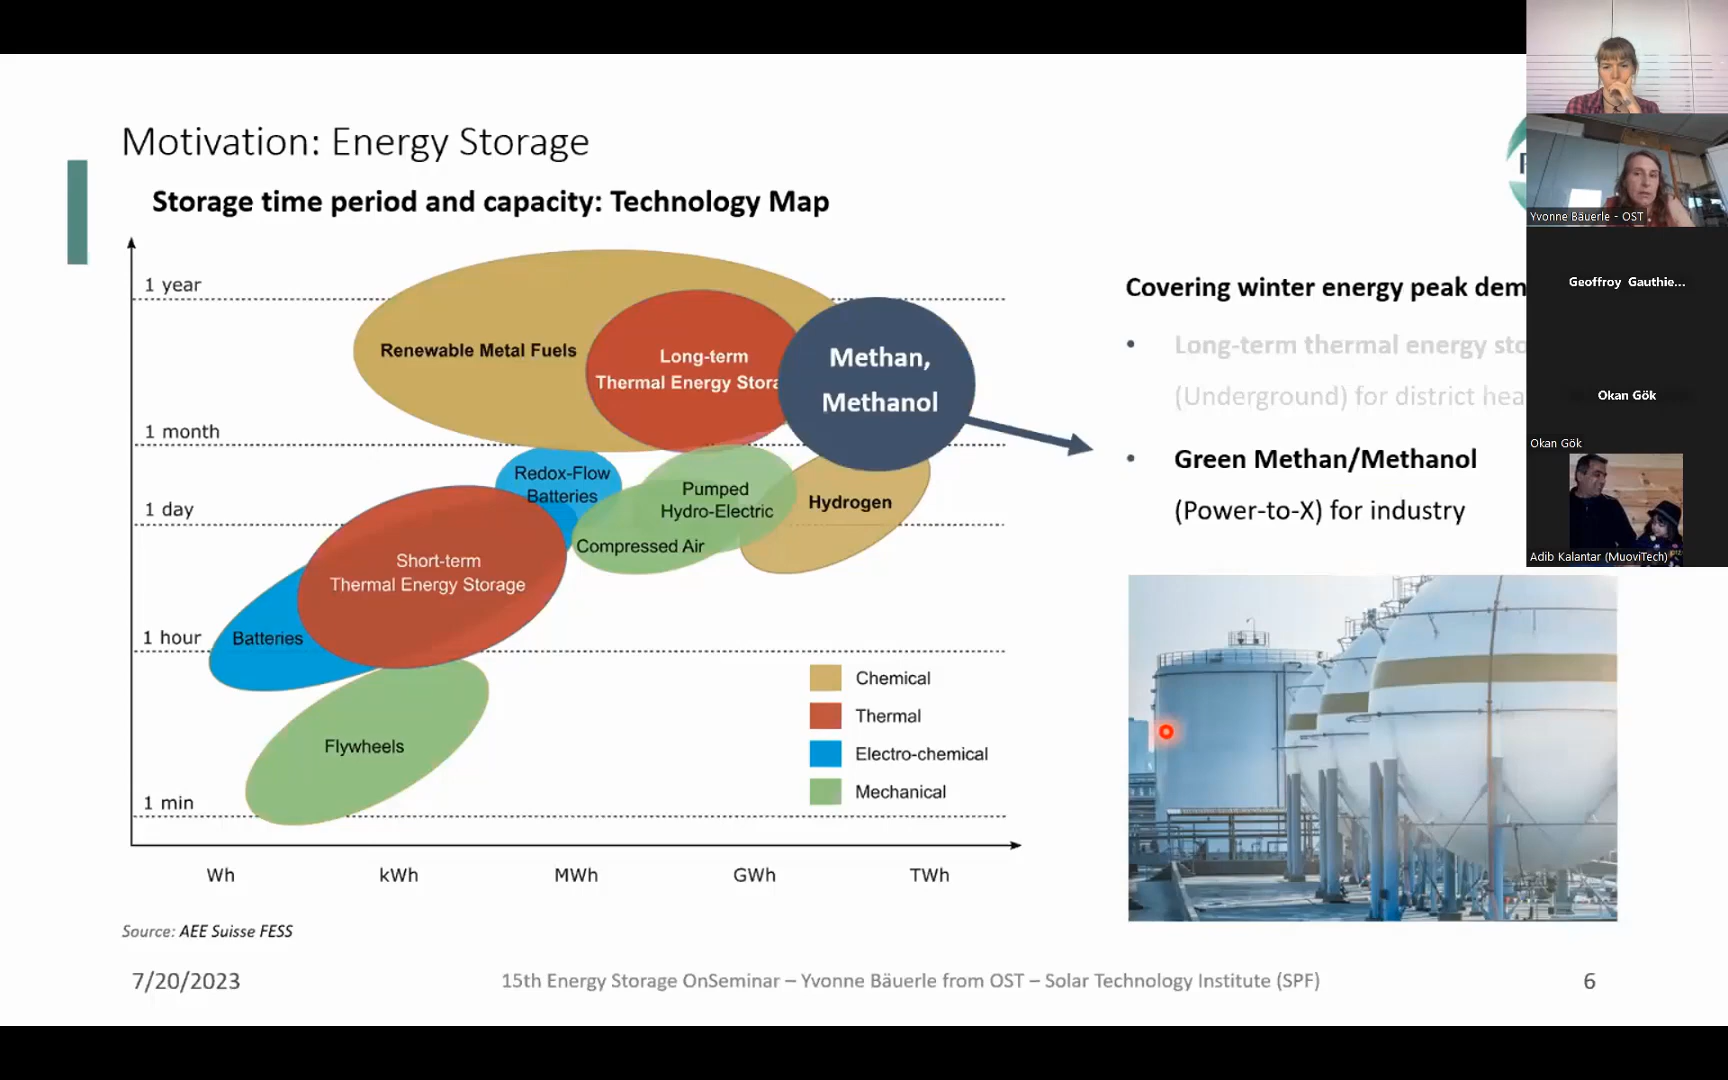 Motivation: Energy Storage
Storage time period and capacity: Technology Map
1 year
1 month
1 day
1 hour
1 min
Renewable Metal Fuels
Long-term
Thermal Energy Stora
Methan,
Methanol
Redox-Flow
Batteries
Pumped
Hydro-Electric
Hydrogen
Compressed Air
Short-term
Thermal Energy Storage
Batteries
Flywheels
Chemical
Thermal
Electro-chemical
Mechanical
Wh
kWh
MWh
GWh
TWh
Source: AEE Suisse FESS
Covering winter energy peak dem
• Long-term thermal energy sto
(Underground) for district hea
• Green Methan/Methanol
(Power-to-X) for industry
7/20/2023
15th Energy Storage OnSeminar – Yvonne Bäuerle from OST – Solar Technology Institute (SPF)
6
Yvonne Bäuerle - OST
Geoffroy Gauthie...
Okan Gök
Okan Gök
Adib Kalantar (MuoviTech)